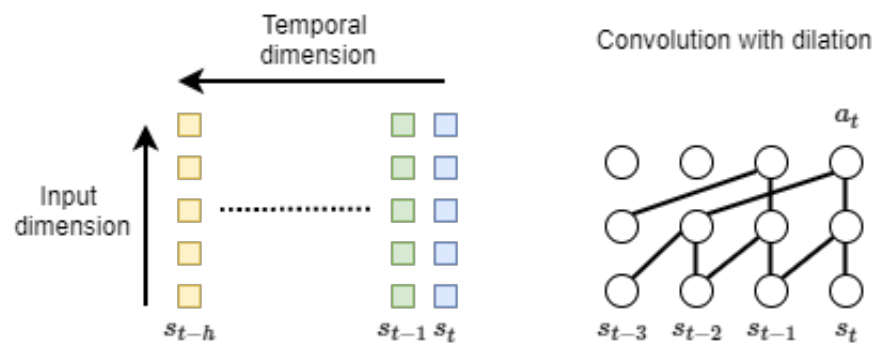 Temporal
dimension
Convolution with dilation
a_t
Input
dimension
s_{t-h}
s_{t-1} s_t
s_{t-3} s_{t-2} s_{t-1} s_t